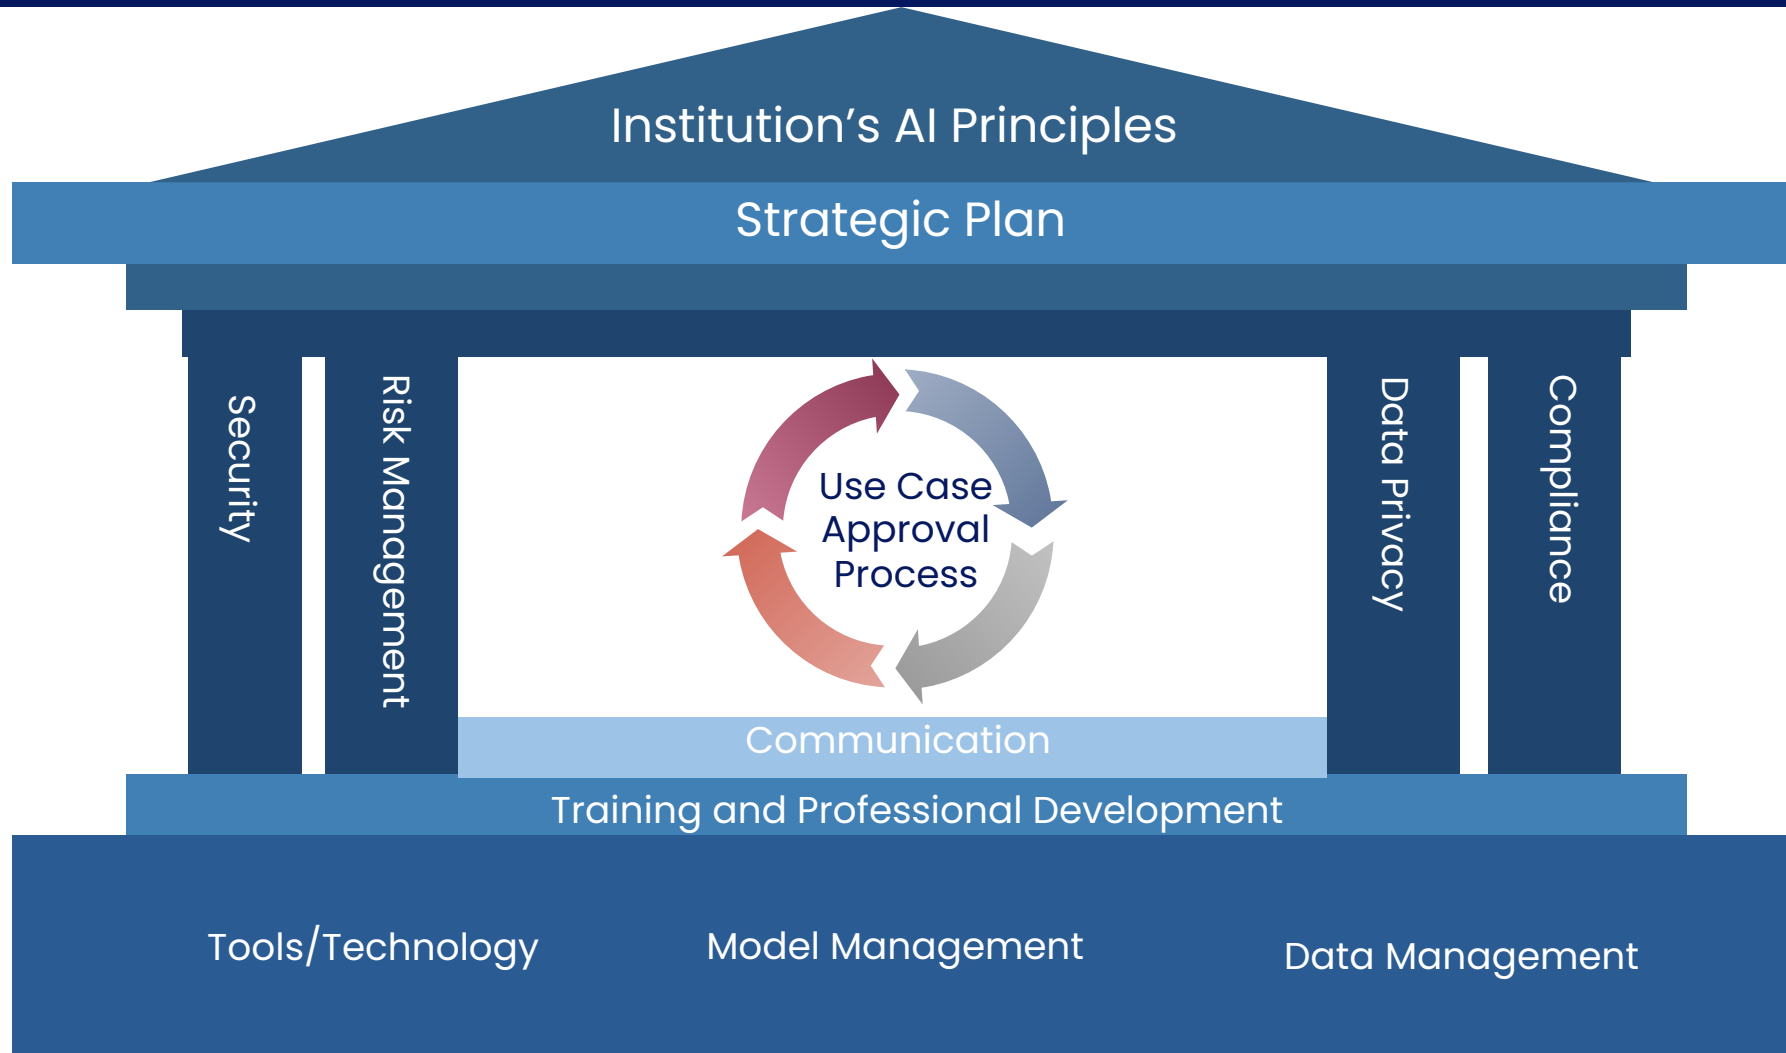 Institution’s AI Principles
Strategic Plan
Security
Risk Management
Use Case
Approval
Process
Data Privacy
Compliance
Communication
Training and Professional Development
Tools/Technology
Model Management
Data Management